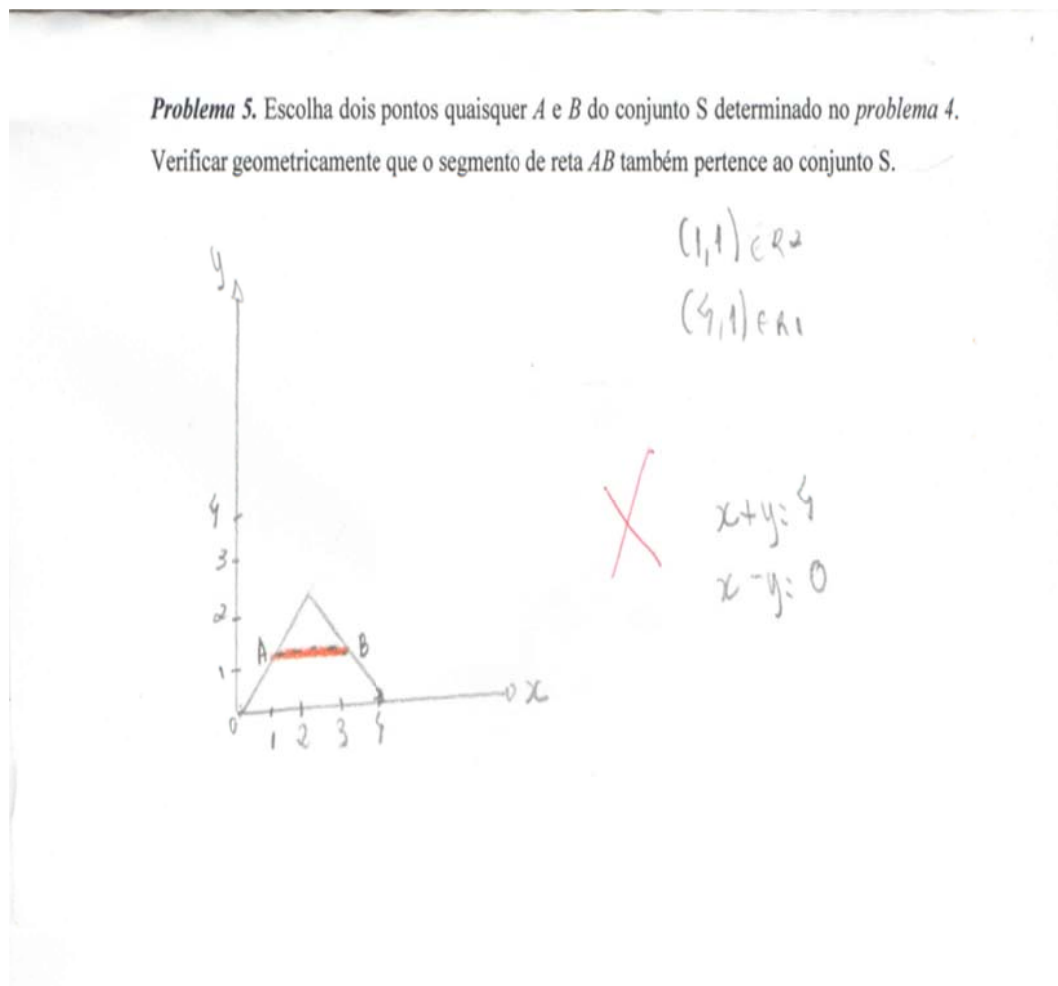 Problema 5. Escolha dois pontos quaisquer A e B do conjunto S determinado no problema 4.
Verificar geometricamente que o segmento de reta AB também pertence ao conjunto S.
(1,1) ∈ R2
(4,1) ∈ R1
y
4
3
2
1
A
B
0
1 2 3 4
x
x+y=4
x-y=0